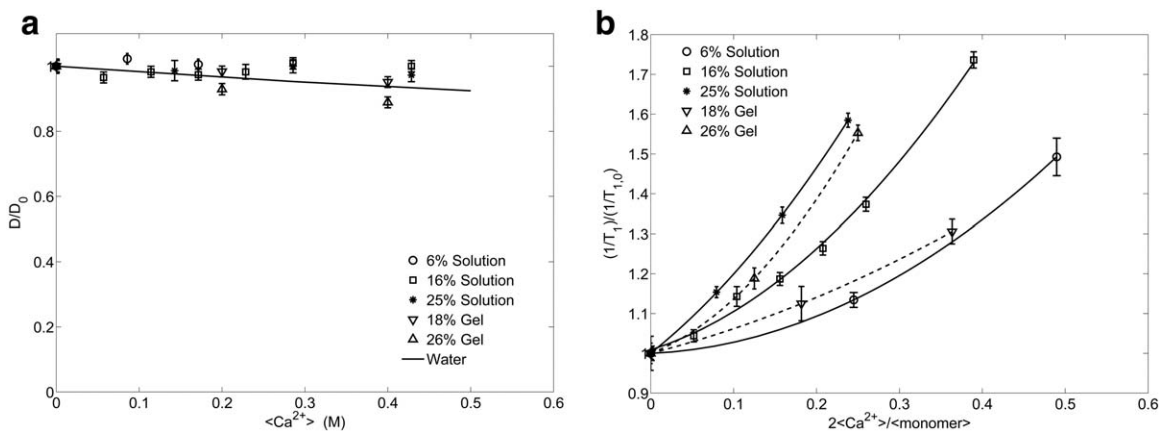 a
D/D0
1
0.8
0.6
0.4
0.2
0
0 0.1 0.2 0.3 0.4 0.5 0.6
<Ca2+> (M)
6% Solution
16% Solution
25% Solution
18% Gel
26% Gel
Water
b
(1/T1)/(1/T1,0)
1.8
1.7
1.6
1.5
1.4
1.3
1.2
1.1
1.0
0.9
0 0.1 0.2 0.3 0.4 0.5 0.6
2<Ca2+>/<monomer>
6% Solution
16% Solution
25% Solution
18% Gel
26% Gel